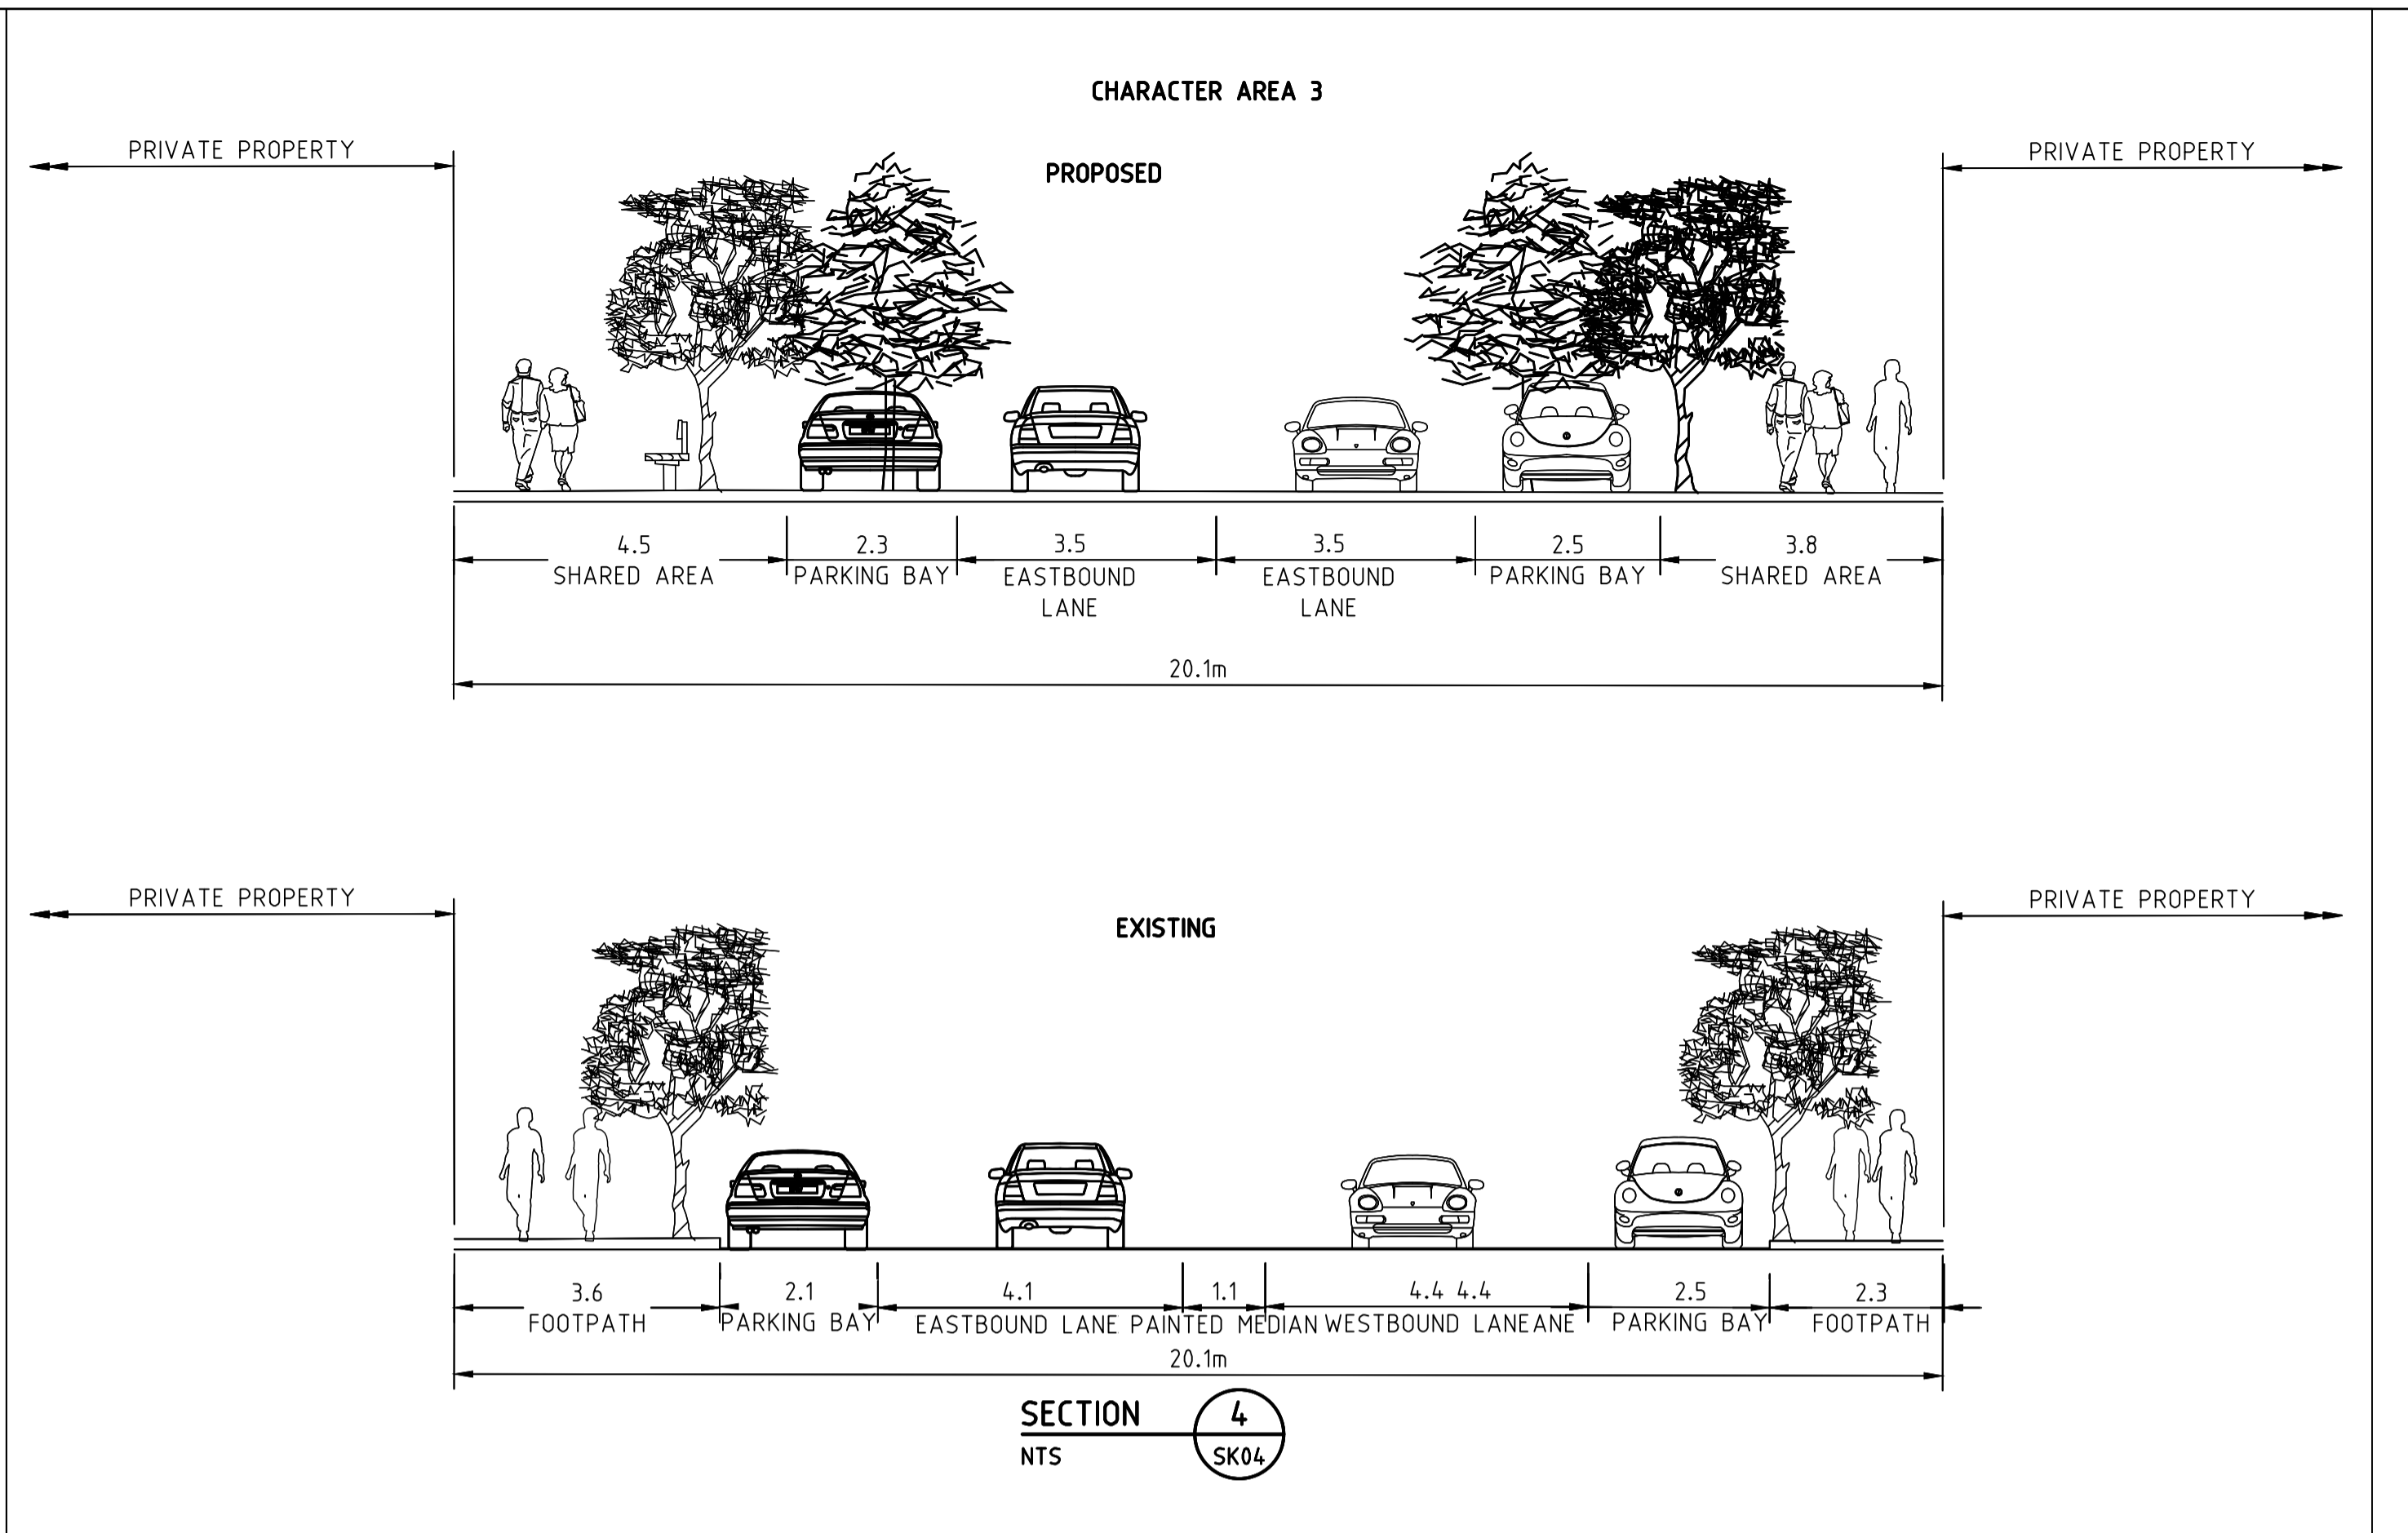 CHARACTER AREA 3
PRIVATE PROPERTY
PROPOSED
PRIVATE PROPERTY
4.5 2.3 3.5 3.5 2.5 3.8
SHARED AREA PARKING BAY EASTBOUND EASTBOUND PARKING BAY SHARED AREA
LANE LANE
20.1m
PRIVATE PROPERTY
EXISTING
PRIVATE PROPERTY
3.6 2.1 4.1 1.1 4.4 4.4 2.5 2.3
FOOTPATH PARKING BAY EASTBOUND LANE PAINTED MEDIAN WESTBOUND LANEANE PARKING BAY FOOTPATH
20.1m
SECTION 4
NTS SK04